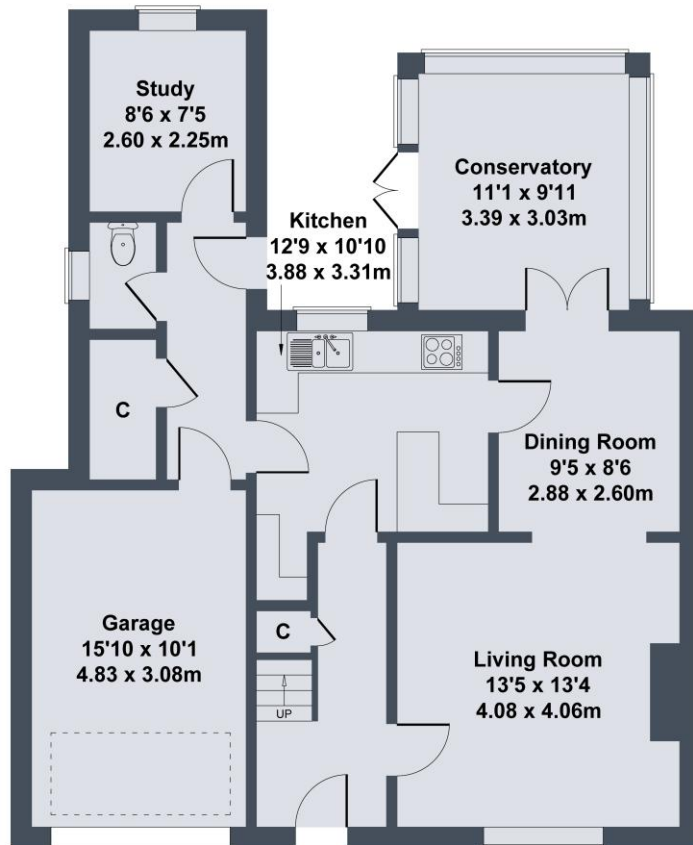 Study
8'6 x 7'5
2.60 x 2.25m
Conservatory
11'1 x 9'11
3.39 x 3.03m
Kitchen
12'9 x 10'10
3.88 x 3.31m
C
Dining Room
9'5 x 8'6
2.88 x 2.60m
Garage
15'10 x 10'1
4.83 x 3.08m
C
UP
Living Room
13'5 x 13'4
4.08 x 4.06m